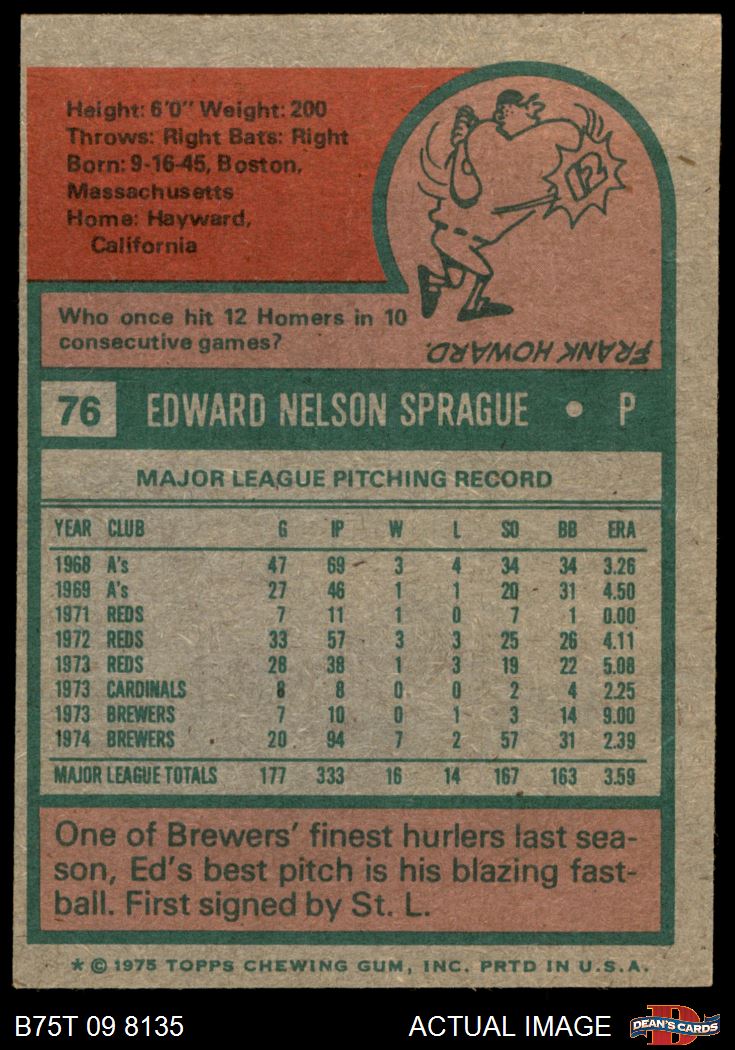 Height: 6'0" Weight: 200
Throws: Right Bats: Right
Born: 9-16-45, Boston,
Massachusetts
Home: Hayward,
California
12
Who once hit 12 Homers in 10
consecutive games?
FRANK HOWARD.
76 EDWARD NELSON SPRAGUE • P
MAJOR LEAGUE PITCHING RECORD
YEAR CLUB G IP W L SO BB ERA
1968 A's 47 69 3 4 34 34 3.26
1969 A's 27 46 1 1 20 31 4.50
1971 REDS 7 11 1 0 7 1 0.00
1972 REDS 33 57 3 3 25 26 4.11
1973 REDS 28 38 1 3 19 22 5.08
1973 CARDINALS 8 8 0 0 2 4 2.25
1973 BREWERS 7 10 0 1 3 14 9.00
1974 BREWERS 20 94 7 2 57 31 2.39
MAJOR LEAGUE TOTALS 177 333 16 14 167 163 3.59
One of Brewers' finest hurlers last sea-
son, Ed's best pitch is his blazing fast-
ball. First signed by St. L.
* © 1975 TOPPS CHEWING GUM, INC. PRTD IN U.S.A.
B75T 09 8135 ACTUAL IMAGE D DEAN'S CARDS